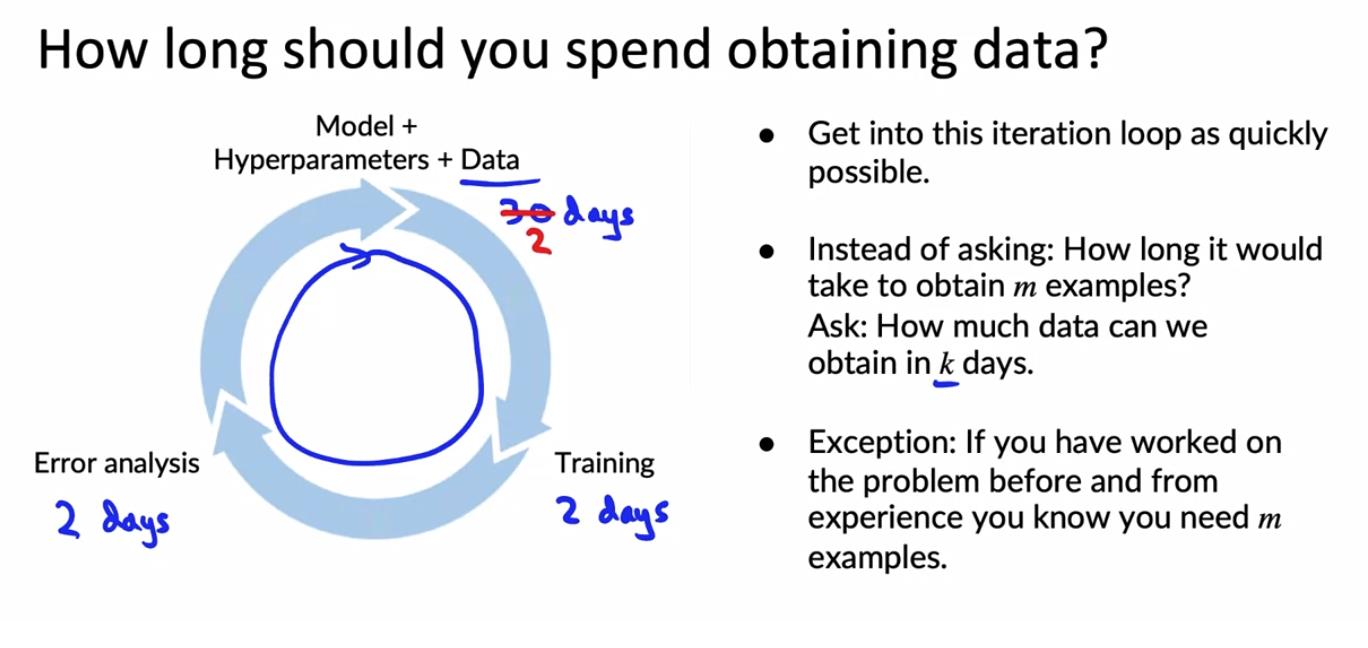 How long should you spend obtaining data?
Model +
Hyperparameters + Data
30 days
2
Error analysis
2 days
Training
2 days
● Get into this iteration loop as quickly
possible.
● Instead of asking: How long it would
take to obtain m examples?
Ask: How much data can we
obtain in k days.
● Exception: If you have worked on
the problem before and from
experience you know you need m
examples.